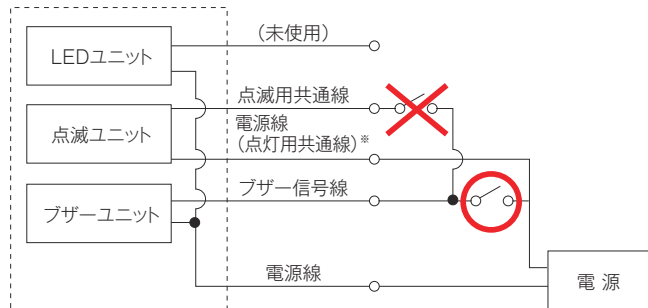 （未使用）
LEDユニット
点滅用共通線
点滅ユニット
電源線
（点灯用共通線）※
ブザー信号線
ブザーユニット
電源線
電 源